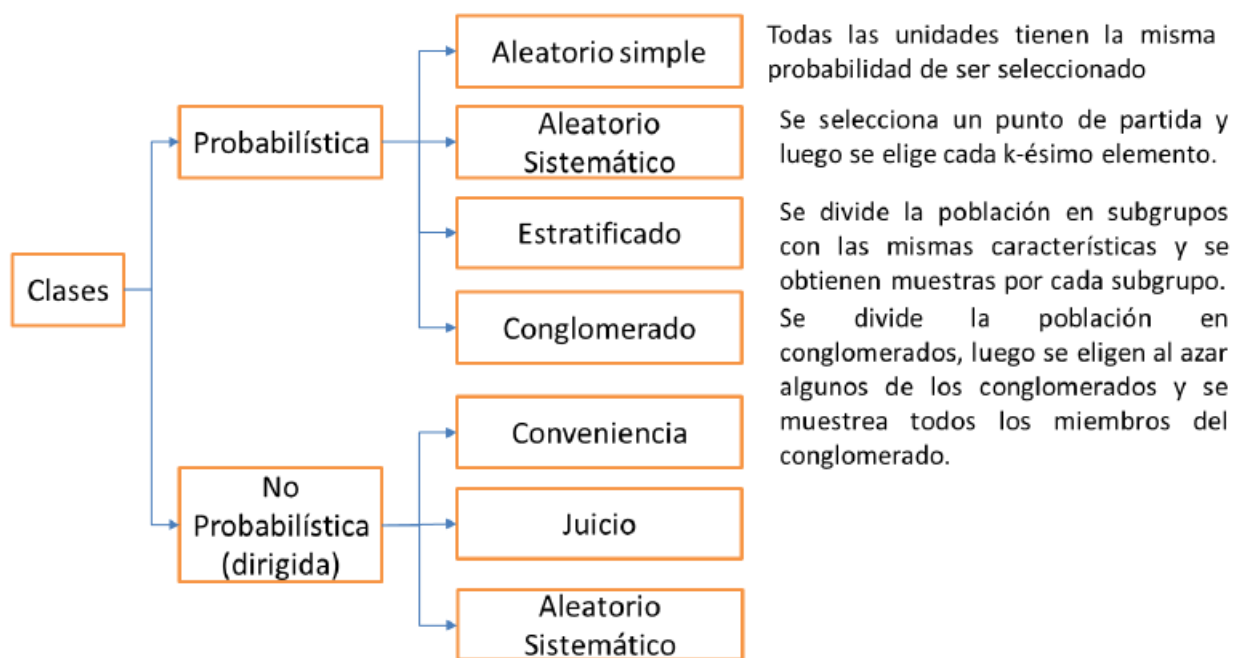 Clases
Probabilística
Aleatorio simple
Todas las unidades tienen la misma
probabilidad de ser seleccionado
Aleatorio
Sistemático
Se selecciona un punto de partida y
luego se elige cada k-ésimo elemento.
Estratificado
Se divide la población en subgrupos
con las mismas características y se
obtienen muestras por cada subgrupo.
Conglomerado
Se divide la población en
conglomerados, luego se eligen al azar
algunos de los conglomerados y se
muestrea todos los miembros del
conglomerado.
No
Probabilística
(dirigida)
Conveniencia
Juicio
Aleatorio
Sistemático